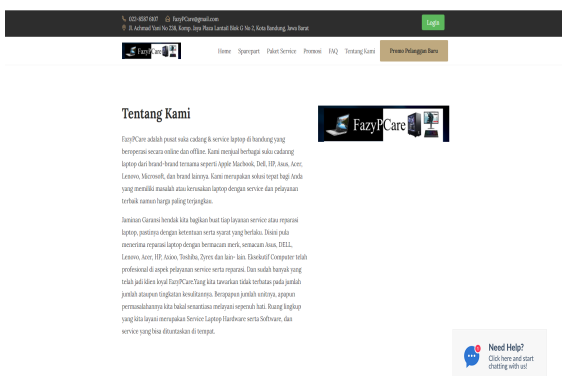 022-8587 6107 FazyPCare@gmail.com
Jl. Achmad Yani No 238, Komp. Jaya Plaza Lantai1 Blok G No 2, Kota Bandung, Jawa Barat
Login
FazyPCare
Home Sparepart Paket Service Promosi FAQ Tentang Kami Promo Pelanggan Baru
Tentang Kami
FazyPCare
FazyPCare adalah pusat suka cadang & service laptop di bandung yang
beroperasi secara online dan offline. Kami menjual berbagai suku cadanng
laptop dari brand-brand ternama seperti Apple Macbook, Dell, HP, Asus, Acer,
Lenovo, Microsoft, dan brand lainnya. Kami merupakan solusi tepat bagi Anda
yang memiliki masalah atau kerusakan laptop dengan service dan pelayanan
terbaik namun harga paling terjangkau.
Jaminan Garansi hendak kita bagikan buat tiap layanan service atau reparasi
laptop, pastinya dengan ketentuan serta syarat yang berlaku. Disini pula
menerima reparasi laptop dengan bermacam merk, semacam Asus, DELL,
Lenovo, Acer, HP, Axioo, Toshiba, Zyrex dan lain- lain. Eksekutif Computer telah
profesional di aspek pelayanan service serta reparasi. Dan sudah banyak yang
telah jadi klien loyal FazyPCare.Yang kita tawarkan tidak terbatas pada jumlah
jumlah ataupun tingkatan kesulitannya. Berapapun jumlah unitnya, apapun
permasalahannya kita bakal senantiasa melayani sepenuh hati. Ruang lingkup
yang kita layani merupakan Service Laptop Hardware serta Software, dan
service yang bisa dituntaskan di tempat.
Need Help?
Click here and start
chatting with us!